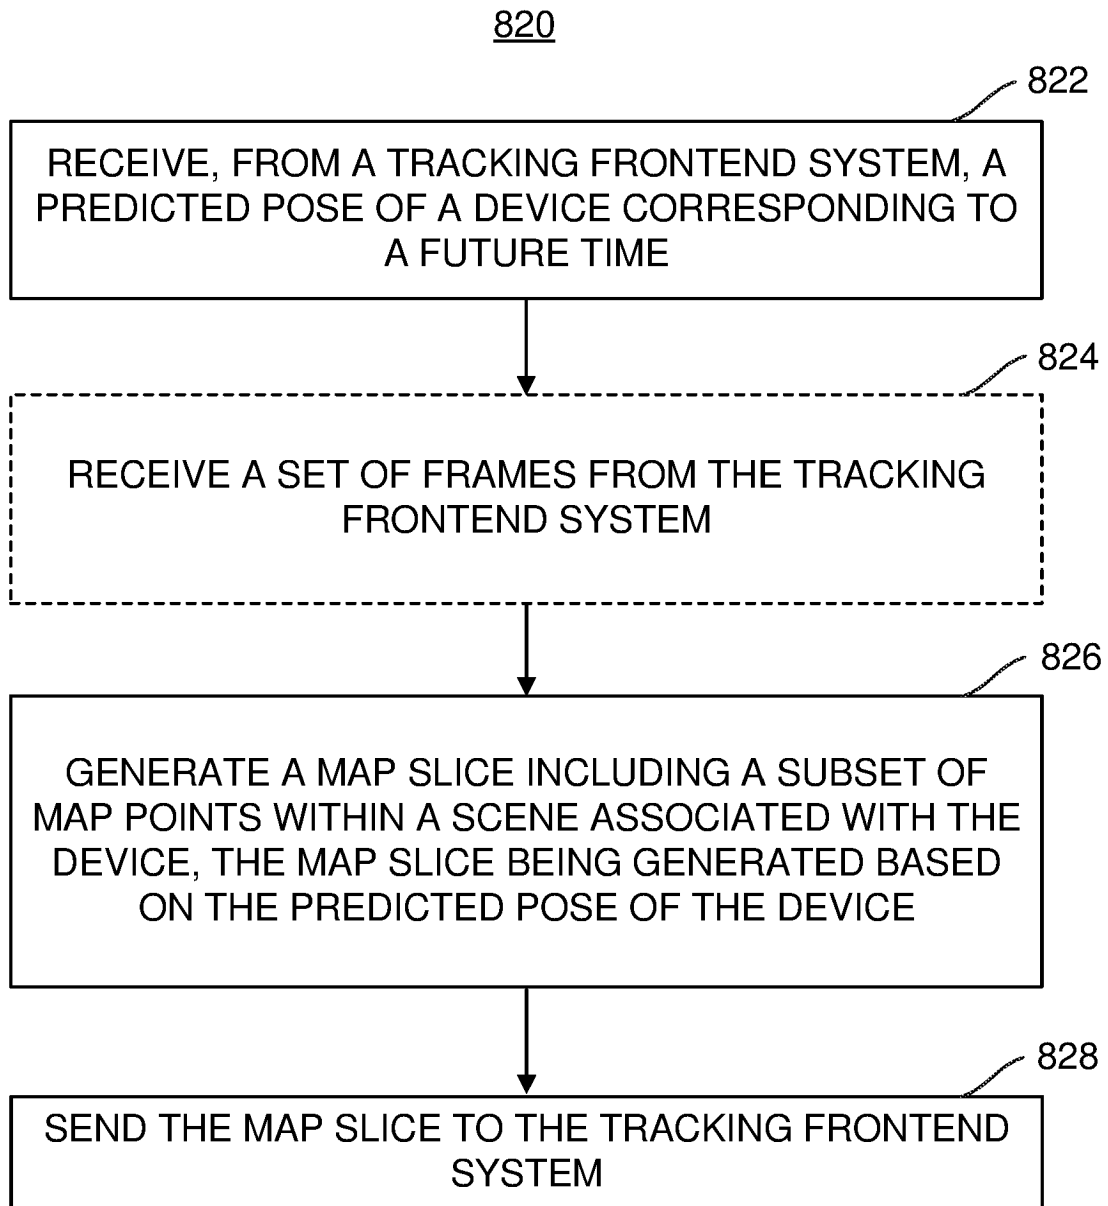 820
822
RECEIVE, FROM A TRACKING FRONTEND SYSTEM, A
PREDICTED POSE OF A DEVICE CORRESPONDING TO
A FUTURE TIME
824
RECEIVE A SET OF FRAMES FROM THE TRACKING
FRONTEND SYSTEM
826
GENERATE A MAP SLICE INCLUDING A SUBSET OF
MAP POINTS WITHIN A SCENE ASSOCIATED WITH THE
DEVICE, THE MAP SLICE BEING GENERATED BASED
ON THE PREDICTED POSE OF THE DEVICE
828
SEND THE MAP SLICE TO THE TRACKING FRONTEND
SYSTEM